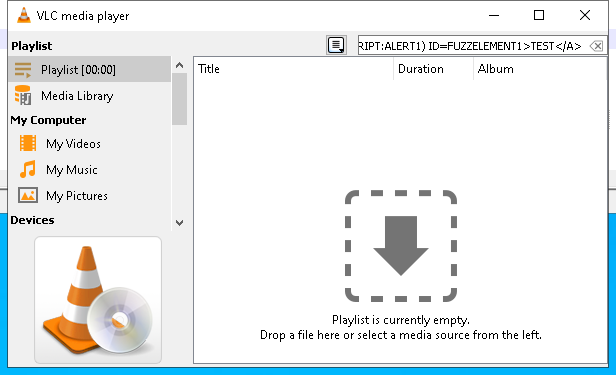 VLC media player
Playlist
RIPT:ALERT1) ID=FUZZELEMENT1>TEST</A>
Playlist [00:00]
Media Library
My Computer
My Videos
My Music
My Pictures
Devices
Title Duration Album
Playlist is currently empty.
Drop a file here or select a media source from the left.